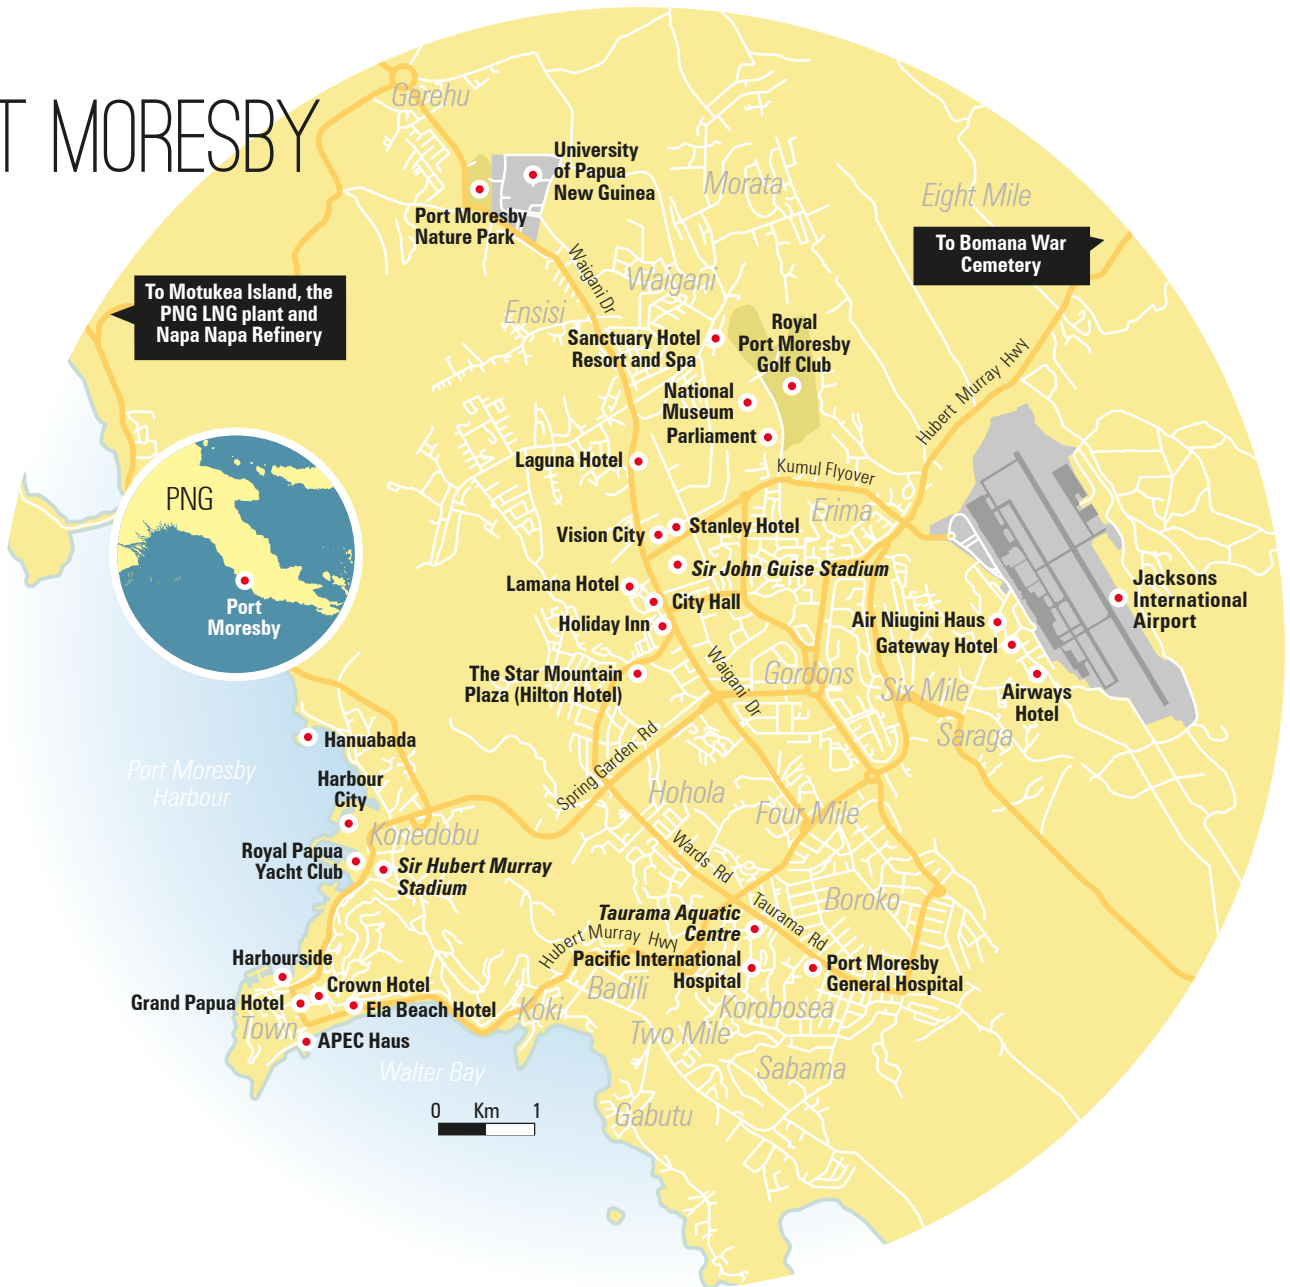 T MORESBY
Gerehu
University
of Papua
New Guinea
Port Moresby
Nature Park
Morata
Eight Mile
To Bomana War
Cemetery
Waigani Dr
Waigani
Ensisi
To Motukea Island, the
PNG LNG plant and
Napa Napa Refinery
Sanctuary Hotel
Resort and Spa
Royal
Port Moresby
Golf Club
National
Museum
Parliament
Hubert Murray Hwy
Laguna Hotel
Kumul Flyover
Erima
PNG
Port
Moresby
Vision City
Stanley Hotel
Sir John Guise Stadium
Lamana Hotel
City Hall
Holiday Inn
Jacksons
International
Airport
Air Niugini Haus
Gateway Hotel
Airways
Hotel
The Star Mountain
Plaza (Hilton Hotel)
Waigani Dr
Gordons
Six Mile
Saraga
Hanuabada
Spring Garden Rd
Port Moresby
Harbour
Harbour
City
Hohola
Four Mile
Konedobu
Royal Papua
Yacht Club
Sir Hubert Murray
Stadium
Wards Rd
Boroko
Taurama Aquatic
Centre
Taurama Rd
Hubert Murray Hwy
Pacific International
Hospital
Port Moresby
General Hospital
Harbourside
Crown Hotel
Grand Papua Hotel
Ela Beach Hotel
Town
APEC Haus
Badili
Koki
Korobosea
Two Mile
Sabama
Walter Bay
Gabutu
0 Km 1